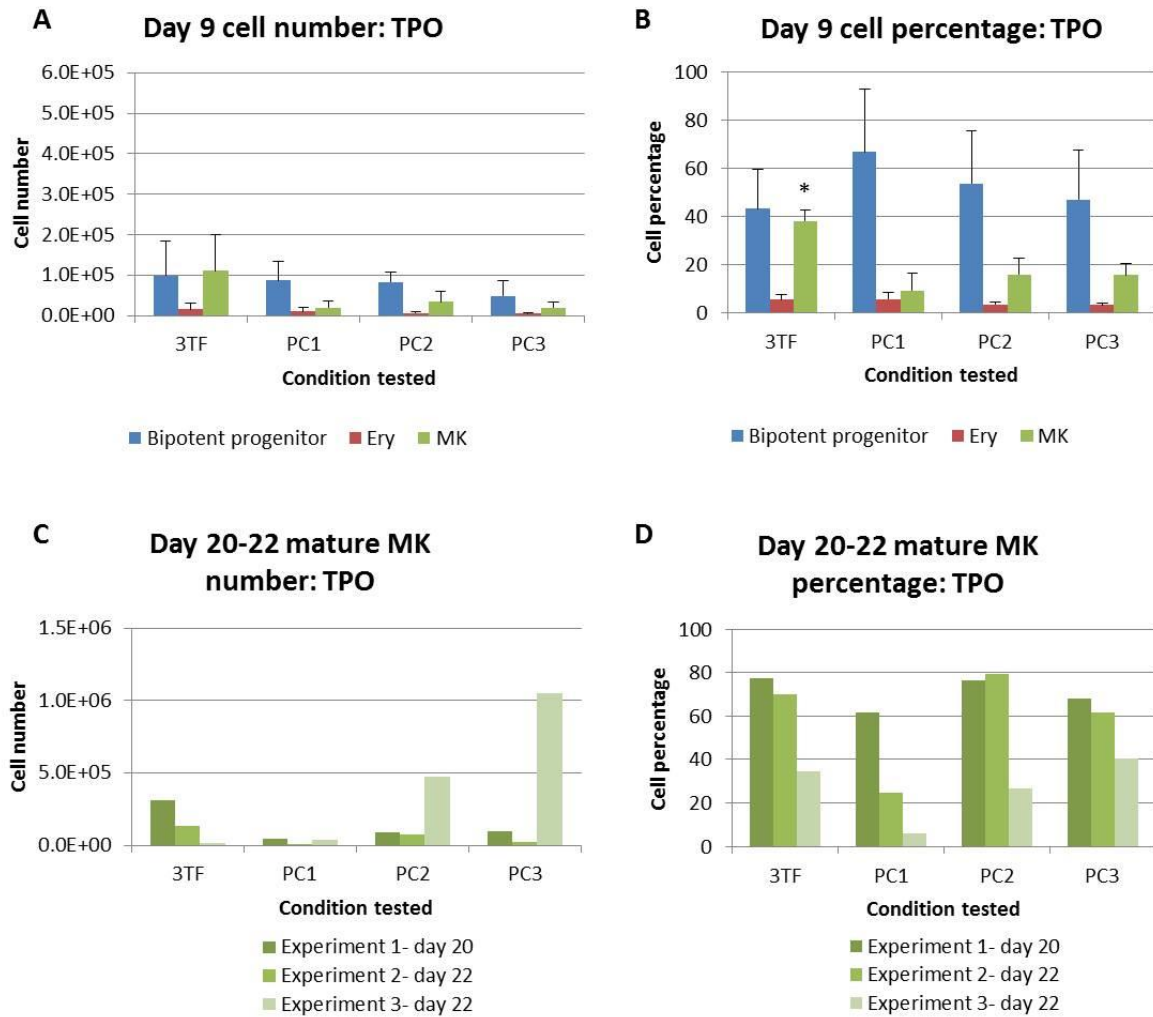 A
Day 9 cell number: TPO
6.0E+05
5.0E+05
4.0E+05
3.0E+05
2.0E+05
1.0E+05
0.0E+00
Cell number
3TF PC1 PC2 PC3
Condition tested
Bipotent progenitor Ery MK
B
Day 9 cell percentage: TPO
100
80
60
40
20
0
Cell percentage
*
3TF PC1 PC2 PC3
Condition tested
Bipotent progenitor Ery MK
C
Day 20-22 mature MK
number: TPO
1.5E+06
1.0E+06
5.0E+05
0.0E+00
Cell number
3TF PC1 PC2 PC3
Condition tested
Experiment 1- day 20
Experiment 2- day 22
Experiment 3- day 22
D
Day 20-22 mature MK
percentage: TPO
100
80
60
40
20
0
Cell percentage
3TF PC1 PC2 PC3
Condition tested
Experiment 1- day 20
Experiment 2- day 22
Experiment 3- day 22